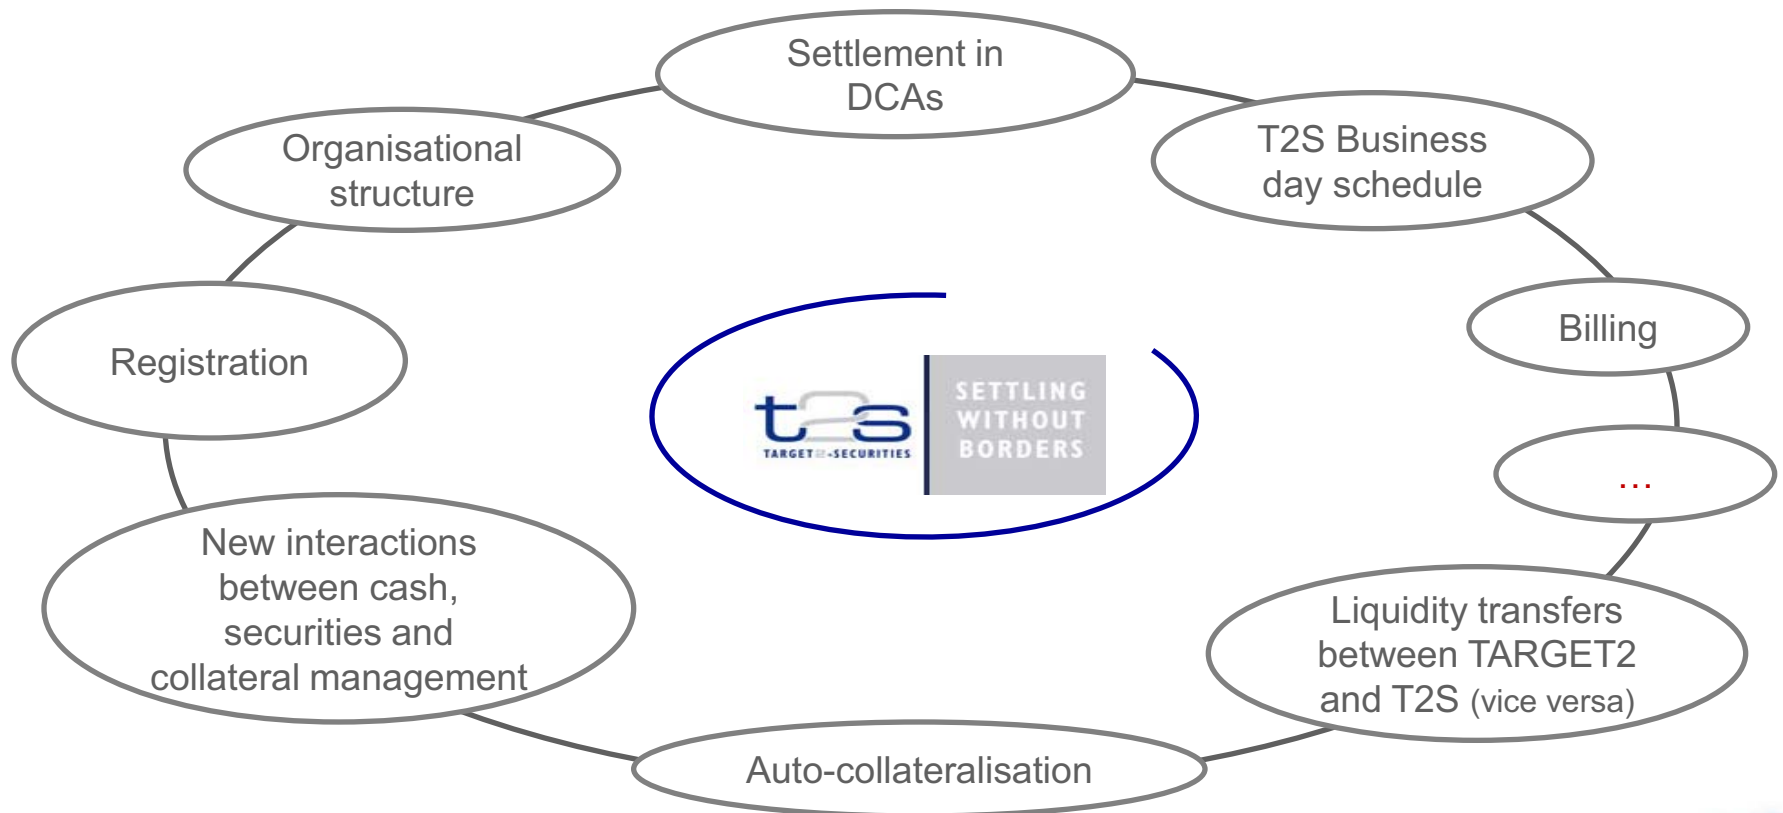 Settlement in
DCAs
Organisational
structure
T2S Business
day schedule
Registration
Billing
t2s
TARGET2-SECURITIES
SETTLING
WITHOUT
BORDERS
…
New interactions
between cash,
securities and
collateral management
Liquidity transfers
between TARGET2
and T2S (vice versa)
Auto-collateralisation